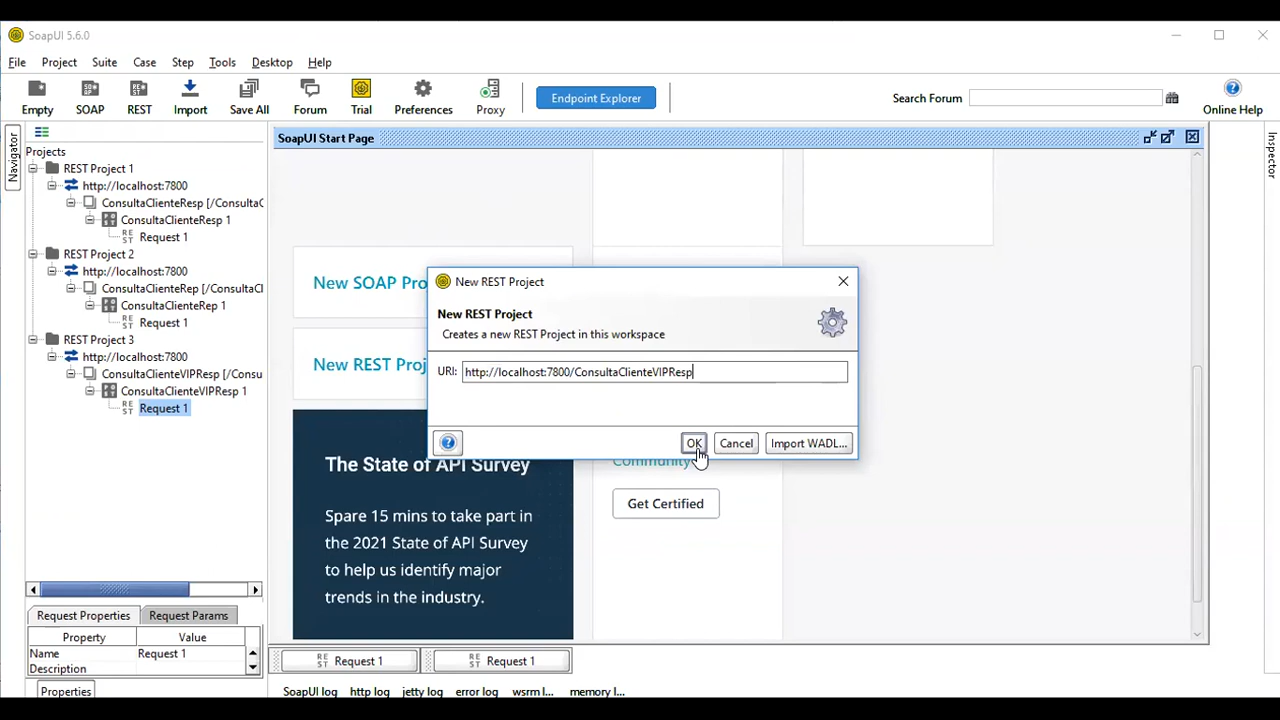 SoapUI 5.6.0
File Project Suite Case Step Tools Desktop Help
Empty SOAP REST Import Save All Forum Trial Preferences Proxy Endpoint Explorer Search Forum Online Help
Navigator
Projects
REST Project 1
http://localhost:7800
ConsultaClienteResp [/ConsultaC
ConsultaClienteResp 1
Request 1
REST Project 2
http://localhost:7800
ConsultaClienteRep [/ConsultaCl
ConsultaClienteRep 1
Request 1
REST Project 3
http://localhost:7800
ConsultaClienteVIPResp [/Consu
ConsultaClienteVIPResp 1
Request 1
SoapUI Start Page
New SOAP Proj
New REST Proj
The State of API Survey
Spare 15 mins to take part in
the 2021 State of API Survey
to help us identify major
trends in the industry.
Community
Get Certified
New REST Project
New REST Project
Creates a new REST Project in this workspace
URI: http://localhost:7800/ConsultaClienteVIPResp
OK Cancel Import WADL...
Inspector
Request Properties Request Params
Property Value
Name Request 1
Description
Properties
Request 1 Request 1
SoapUI log http log jetty log error log wsrm l... memory l...